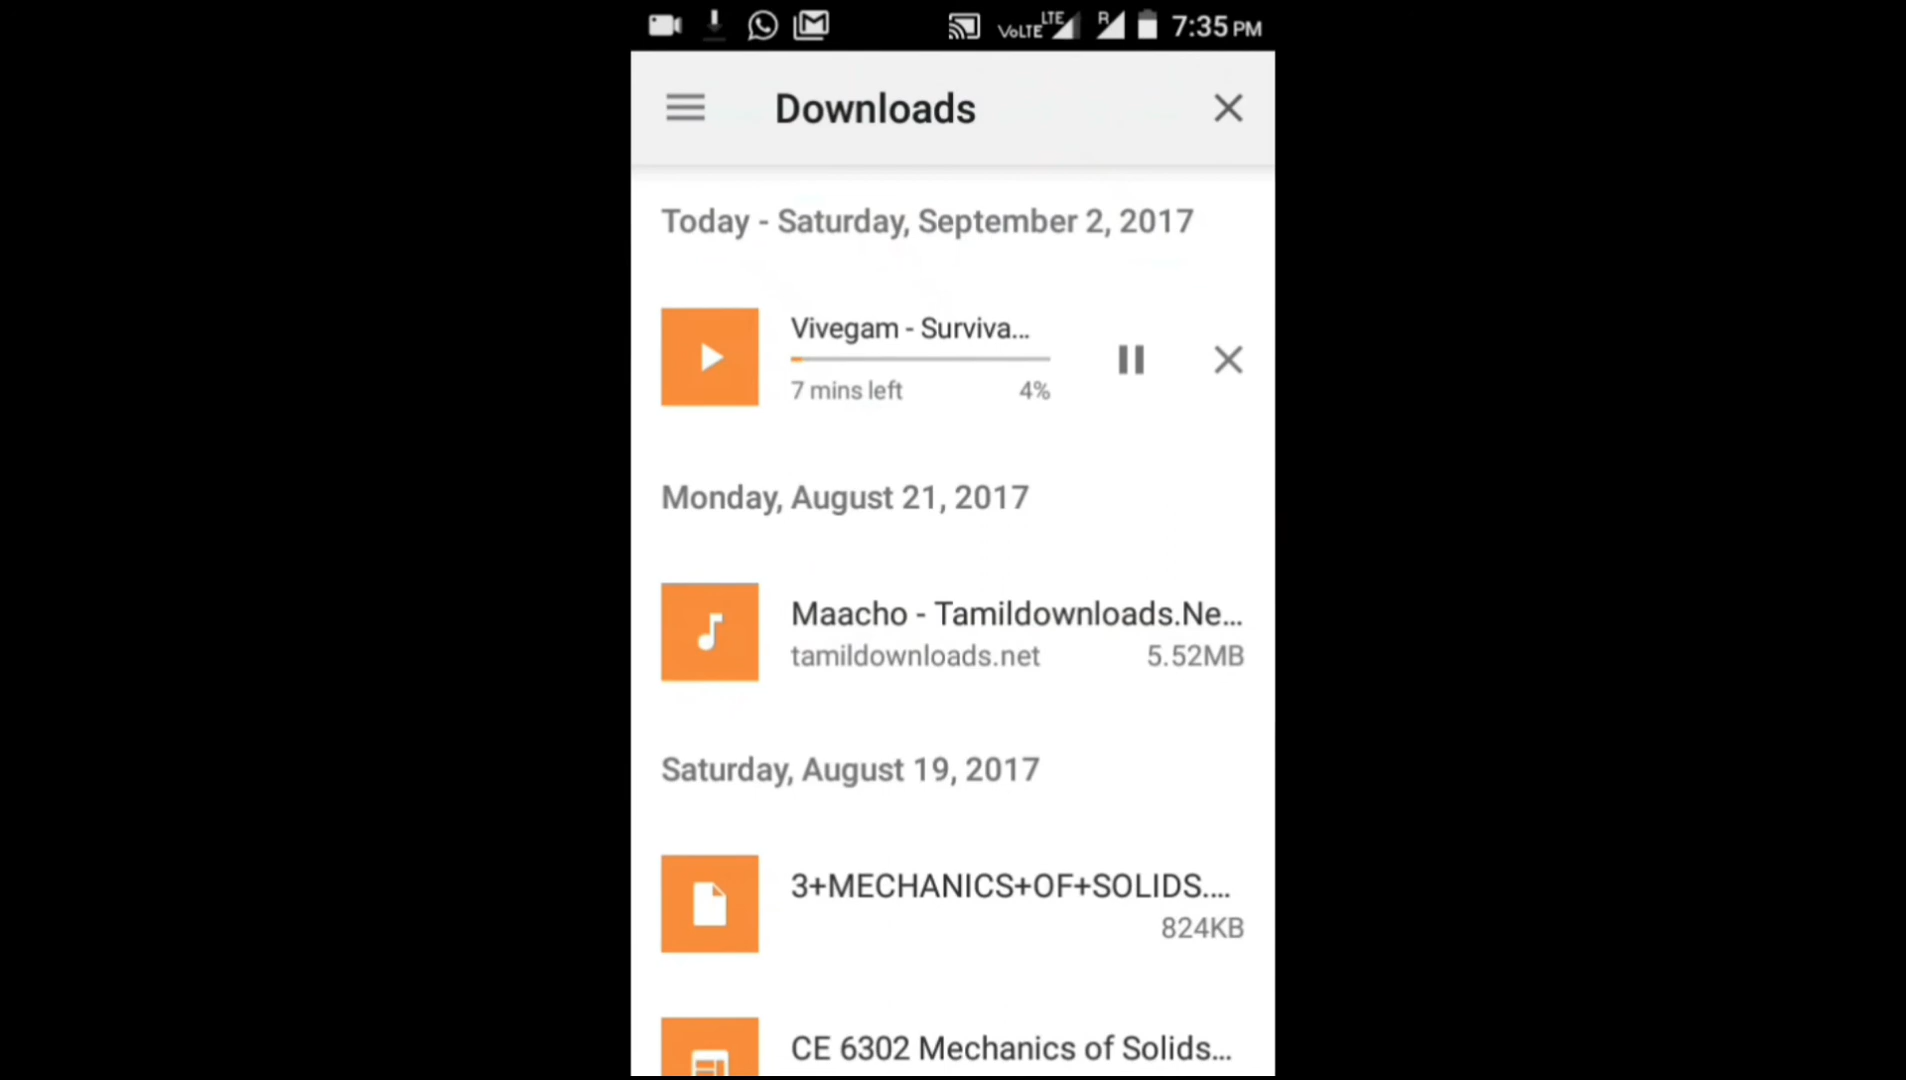 VoLTE LTE R 7:35 PM
Downloads
Today - Saturday, September 2, 2017
Vivegam - Surviva...
7 mins left 4%
Monday, August 21, 2017
Maacho - Tamildownloads.Ne...
tamildownloads.net 5.52MB
Saturday, August 19, 2017
3+MECHANICS+OF+SOLIDS....
824KB
CE 6302 Mechanics of Solids...